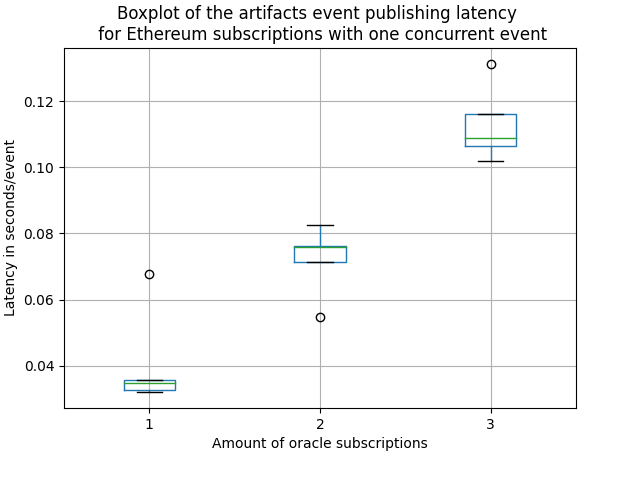 Boxplot of the artifacts event publishing latency
for Ethereum subscriptions with one concurrent event
Latency in seconds/event
0.12
0.10
0.08
0.06
0.04
1 2 3
Amount of oracle subscriptions